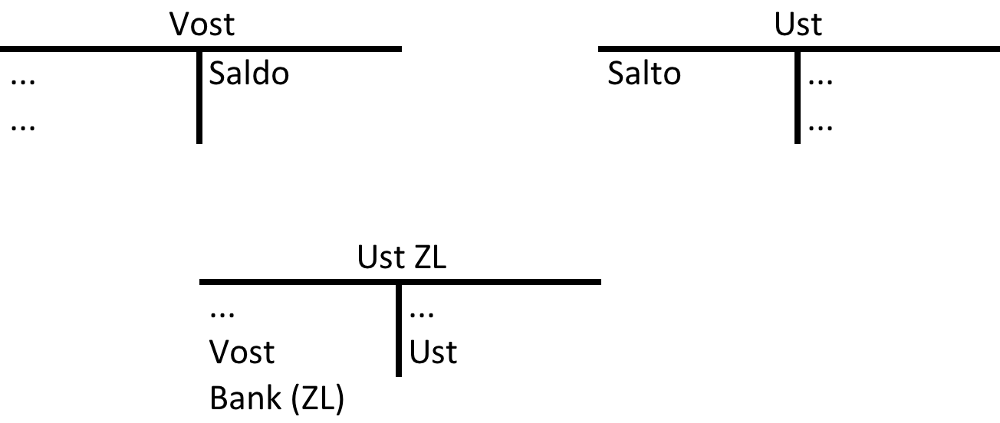 Vost
... Saldo
...
Ust
Salto ...
...
Ust ZL
... ...
Vost Ust
Bank (ZL)